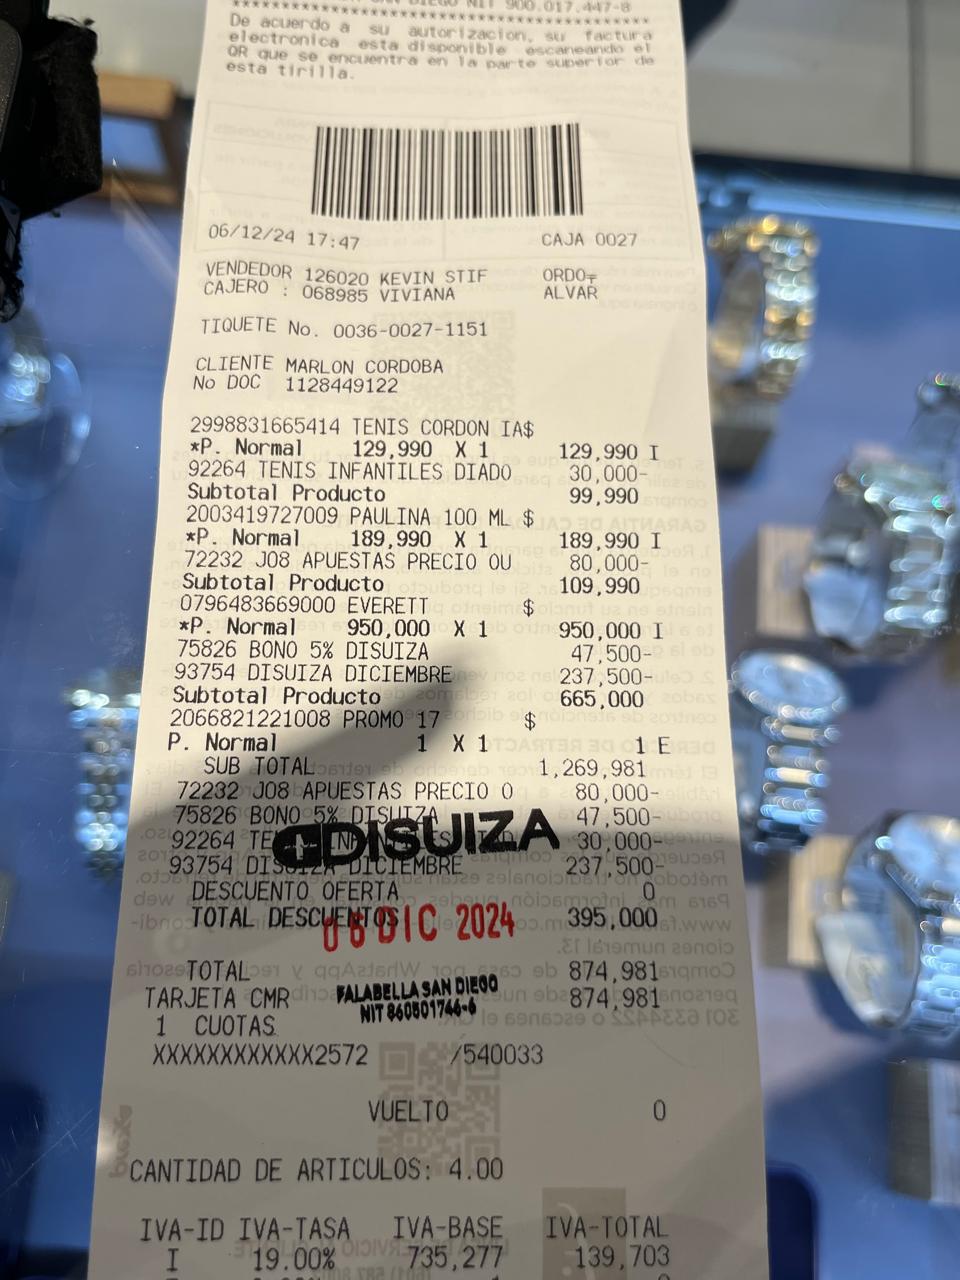 SAN DIEGO NIT 900.017.447-8
****************************************
De acuerdo a su autorizacion, su factura
electronica esta disponible escaneando el
QR que se encuentra en la parte superior de
esta tirilla.
06/12/24 17:47 CAJA 0027
VENDEDOR 126020 KEVIN STIF ORDO
CAJERO : 068985 VIVIANA ALVAR
TIQUETE No. 0036-0027-1151
CLIENTE MARLON CORDOBA
No DOC 1128449122
2998831665414 TENIS CORDON IA$
*P. Normal 129,990 X 1 129,990 I
92264 TENIS INFANTILES DIADO 30,000-
Subtotal Producto 99,990
2003419727009 PAULINA 100 ML $
*P. Normal 189,990 X 1 189,990 I
72232 J08 APUESTAS PRECIO OU 80,000-
Subtotal Producto 109,990
0796483669000 EVERETT $
*P. Normal 950,000 X 1 950,000 I
75826 BONO 5% DISUIZA 47,500-
93754 DISUIZA DICIEMBRE 237,500-
Subtotal Producto 665,000
2066821221008 PROMO 17 $
P. Normal 1 X 1 1 E
SUB TOTAL 1,269,981
72232 J08 APUESTAS PRECIO O 80,000-
75826 BONO 5% DISUIZA 47,500-
DISUIZA
92264 30,000-
93754 DISUIZA DICIEMBRE 237,500-
DESCUENTO OFERTA 0
TOTAL DESCUENTOS 395,000
06 DIC 2024
TOTAL 874,981
TARJETA CMR 874,981
FALABELLA SAN DIEGO
NIT 860501746-6
1 CUOTAS
XXXXXXXXXXXX2572 /540033
VUELTO 0
CANTIDAD DE ARTICULOS: 4.00
IVA-ID IVA-TASA IVA-BASE IVA-TOTAL
I 19.00% 735,277 139,703